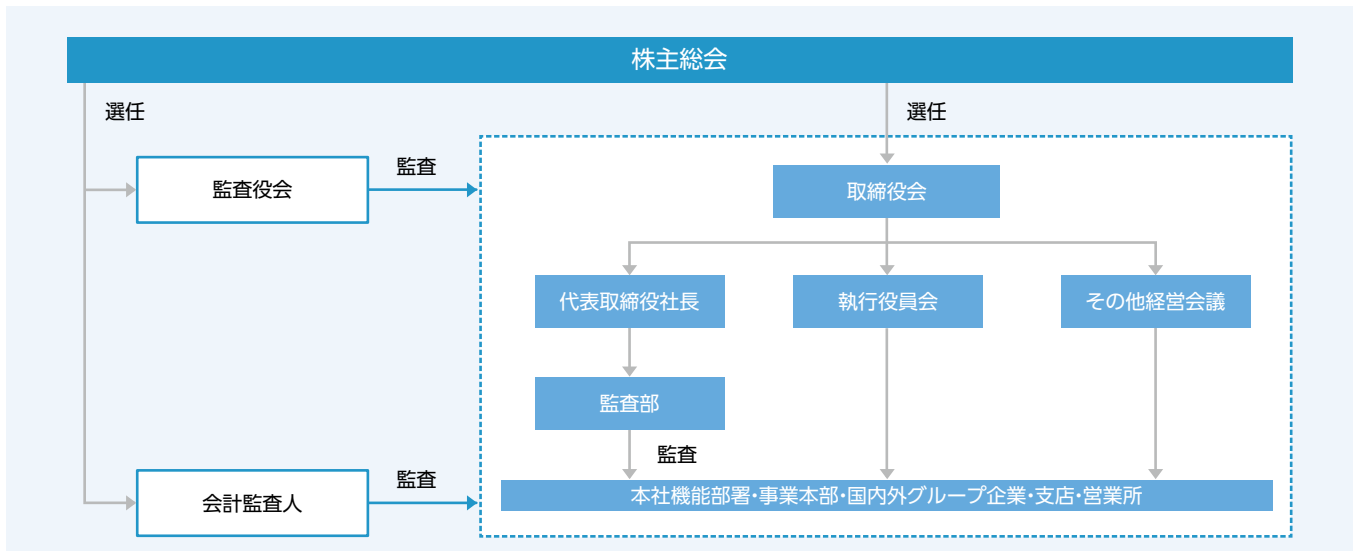 株主総会
選任
選任
監査役会
監査
取締役会
代表取締役社長
執行役員会
その他経営会議
監査部
監査
会計監査人
監査
本社機能部署・事業本部・国内外グループ企業・支店・営業所